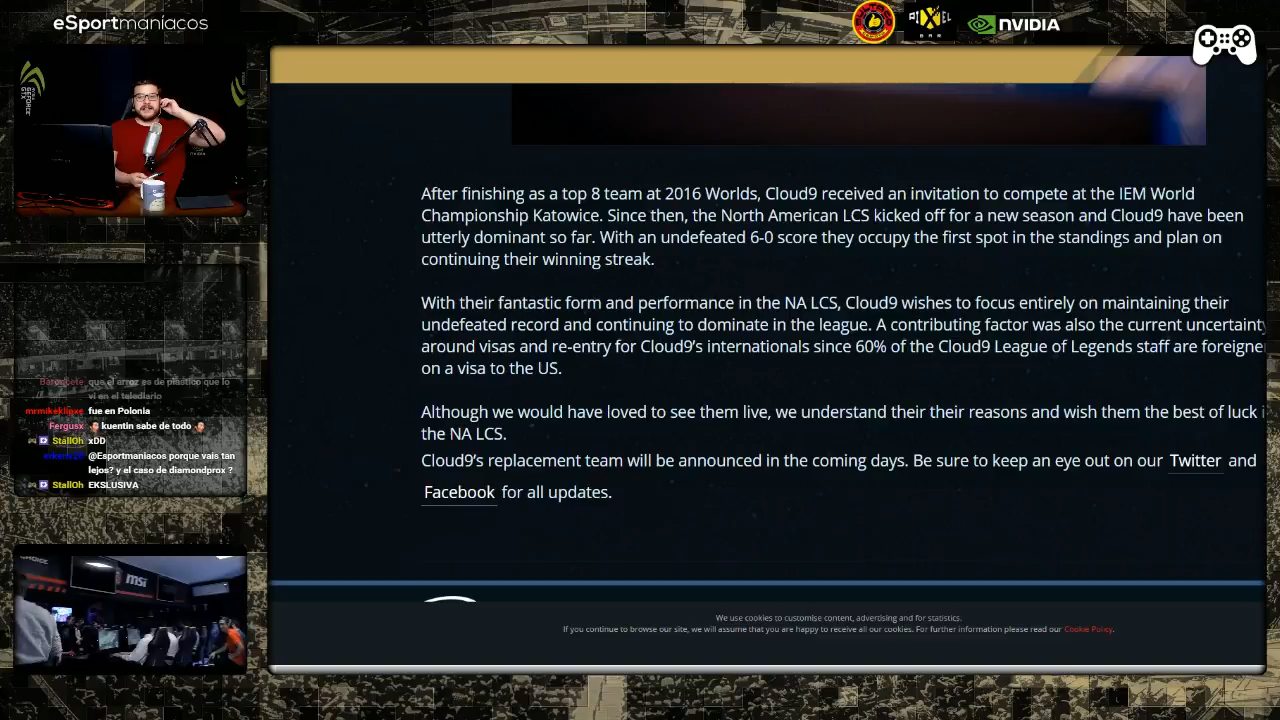 eSportmaníacos
PIXEL
BAR
NVIDIA
GEFORCE
GTX
After finishing as a top 8 team at 2016 Worlds, Cloud9 received an invitation to compete at the IEM World
Championship Katowice. Since then, the North American LCS kicked off for a new season and Cloud9 have been
utterly dominant so far. With an undefeated 6-0 score they occupy the first spot in the standings and plan on
continuing their winning streak.
With their fantastic form and performance in the NA LCS, Cloud9 wishes to focus entirely on maintaining their
undefeated record and continuing to dominate in the league. A contributing factor was also the current uncertainty
around visas and re-entry for Cloud9's internationals since 60% of the Cloud9 League of Legends staff are foreigne
on a visa to the US.
Although we would have loved to see them live, we understand their their reasons and wish them the best of luck i
the NA LCS.
Cloud9's replacement team will be announced in the coming days. Be sure to keep an eye out on our Twitter and
Facebook for all updates.
que el arroz es de plastico que lo
vi en el telediario
mrmikeklinxe fue en Polonia
Fergusx kuentin sabe de todo
Stall0h xDD
@Esportmaniacos porque vais tan
lejos? y el caso de diamondprox ?
Stall0h EKSLUSIVA
msi
We use cookies to customise content, advertising and for statistics.
If you continue to browse our site, we will assume that you are happy to receive all our cookies. For further information please read our Cookie Policy.